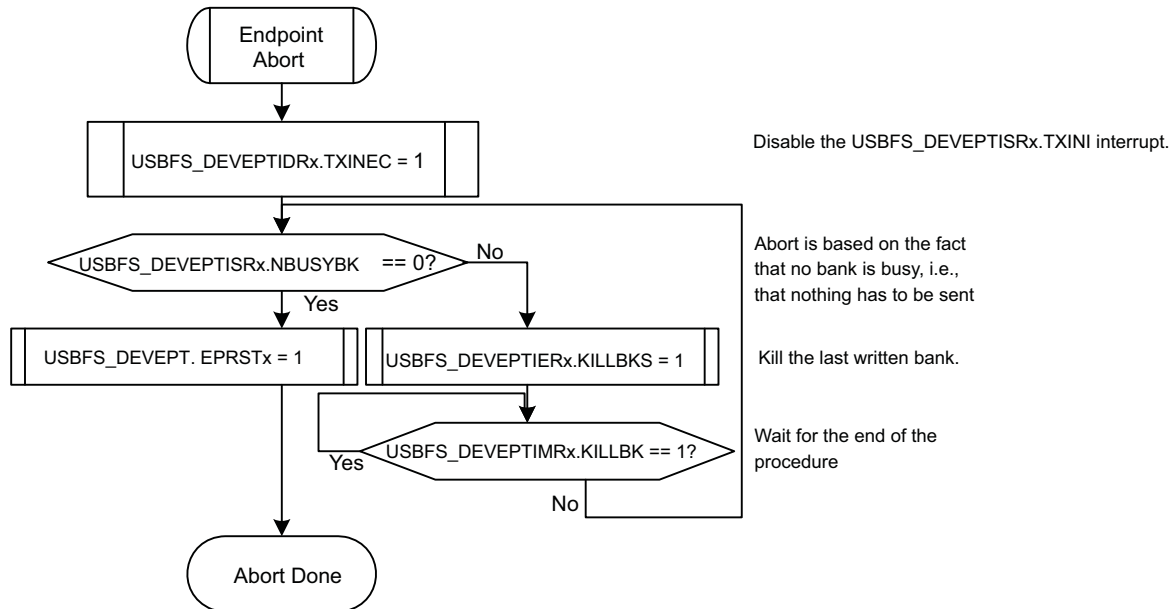 Endpoint
Abort
USBFS_DEVEPTIDRx.TXINEC = 1
Disable the USBFS_DEVEPTISRx.TXINI interrupt.
USBFS_DEVEPTISRx.NBUSYBK == 0?
No
Abort is based on the fact
that no bank is busy, i.e.,
that nothing has to be sent
Yes
USBFS_DEVEPT. EPRSTx = 1
USBFS_DEVEPTIERx.KILLBKS = 1
Kill the last written bank.
USBFS_DEVEPTIMRx.KILLBK == 1?
Yes
Wait for the end of the
procedure
No
Abort Done